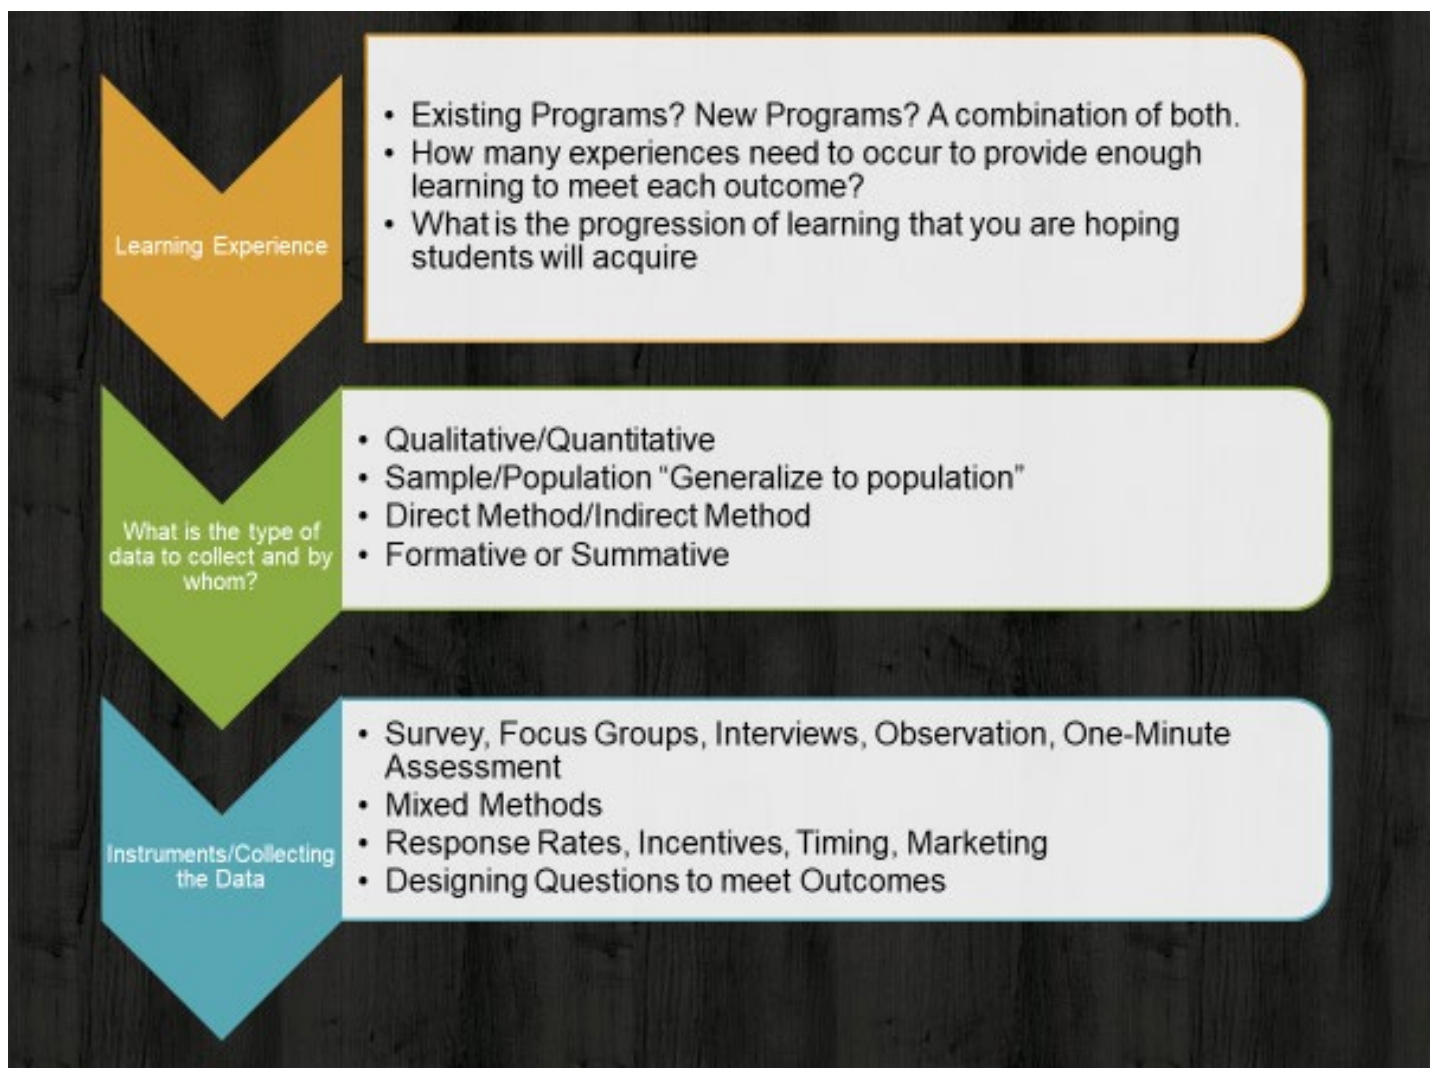 Learning Experience
• Existing Programs? New Programs? A combination of both.
• How many experiences need to occur to provide enough
learning to meet each outcome?
• What is the progression of learning that you are hoping
students will acquire
What is the type of
data to collect and by
whom?
• Qualitative/Quantitative
• Sample/Population “Generalize to population”
• Direct Method/Indirect Method
• Formative or Summative
Instruments/Collecting
the Data
• Survey, Focus Groups, Interviews, Observation, One-Minute
Assessment
• Mixed Methods
• Response Rates, Incentives, Timing, Marketing
• Designing Questions to meet Outcomes